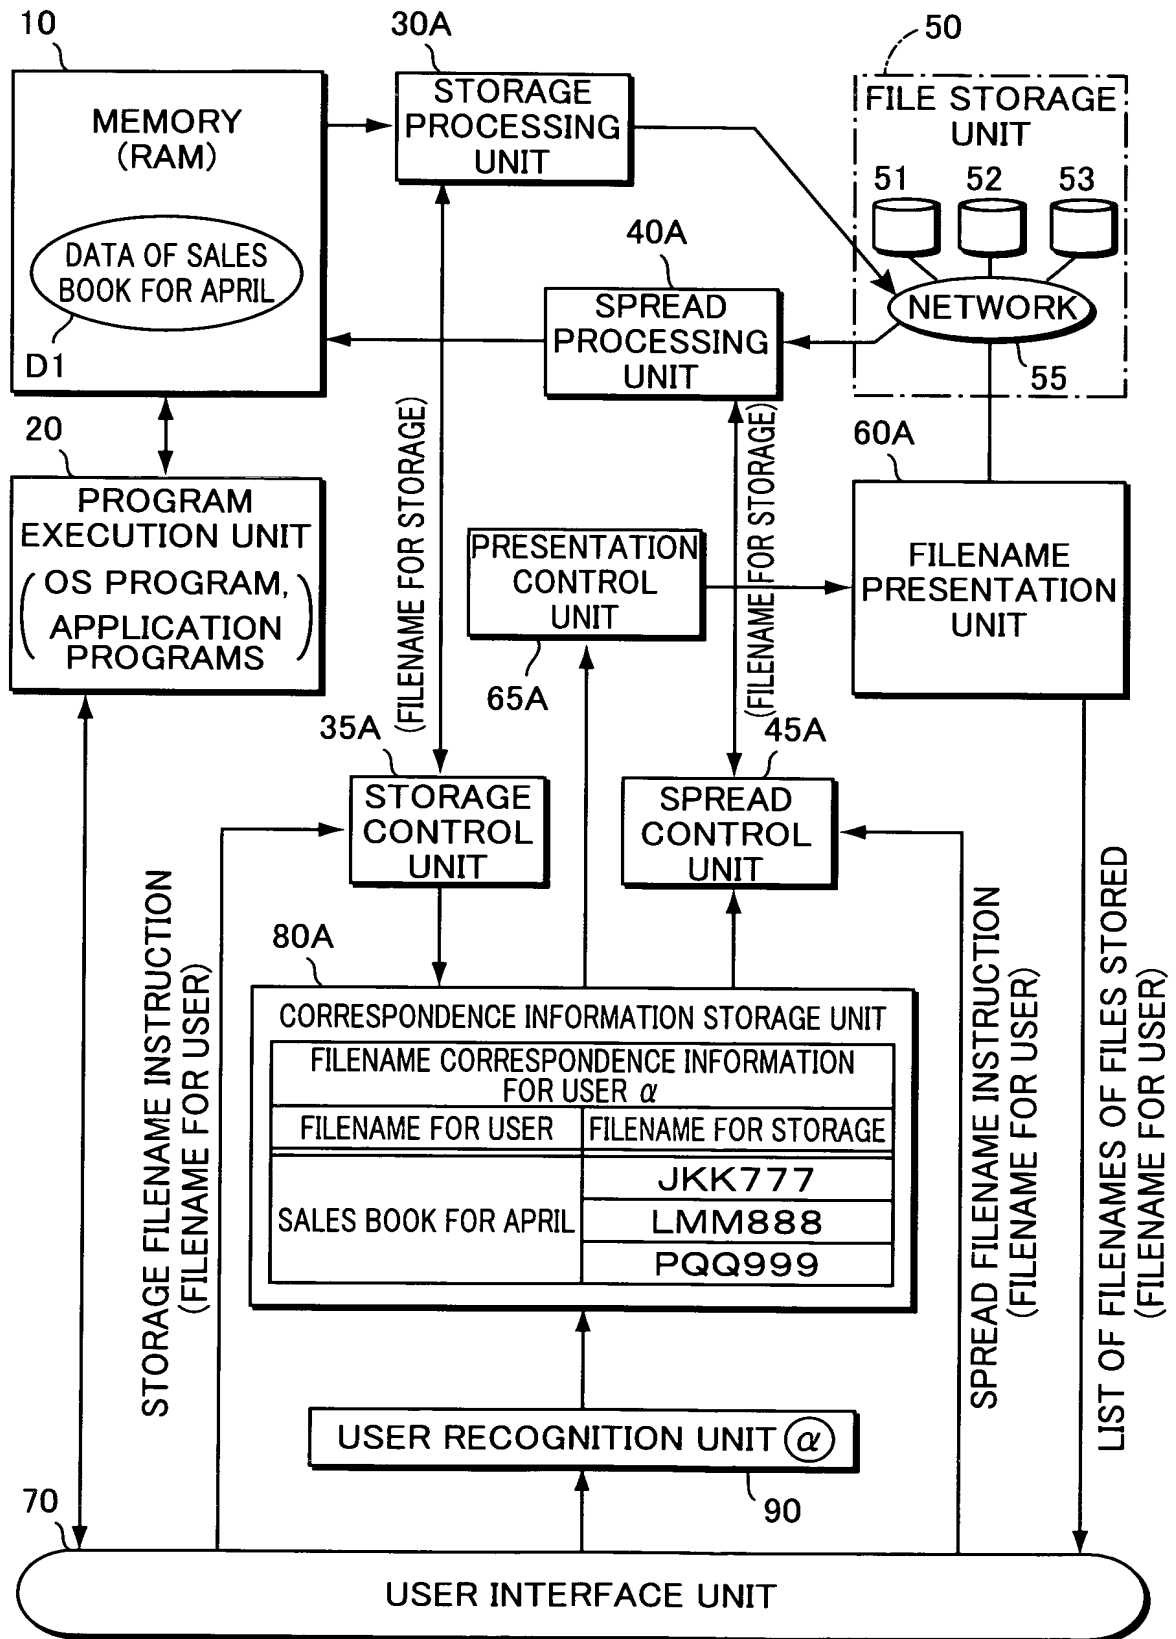 10
30A
50
MEMORY
(RAM)
STORAGE
PROCESSING
UNIT
FILE STORAGE
UNIT
51
52
53
40A
DATA OF SALES
BOOK FOR APRIL
D1
SPREAD
PROCESSING
UNIT
NETWORK
55
20
60A
PROGRAM
EXECUTION UNIT
(OS PROGRAM,
APPLICATION
PROGRAMS)
(FILENAME FOR STORAGE)
(FILENAME FOR STORAGE)
PRESENTATION
CONTROL
UNIT
65A
FILENAME
PRESENTATION
UNIT
35A
45A
STORAGE
CONTROL
UNIT
SPREAD
CONTROL
UNIT
STORAGE FILENAME INSTRUCTION
(FILENAME FOR USER)
SPREAD FILENAME INSTRUCTION
(FILENAME FOR USER)
LIST OF FILENAMES OF FILES STORED
(FILENAME FOR USER)
80A
CORRESPONDENCE INFORMATION STORAGE UNIT
FILENAME CORRESPONDENCE INFORMATION
FOR USER α
FILENAME FOR USER
FILENAME FOR STORAGE
SALES BOOK FOR APRIL
JKK777
LMM888
PQQ999
USER RECOGNITION UNIT α
90
70
USER INTERFACE UNIT